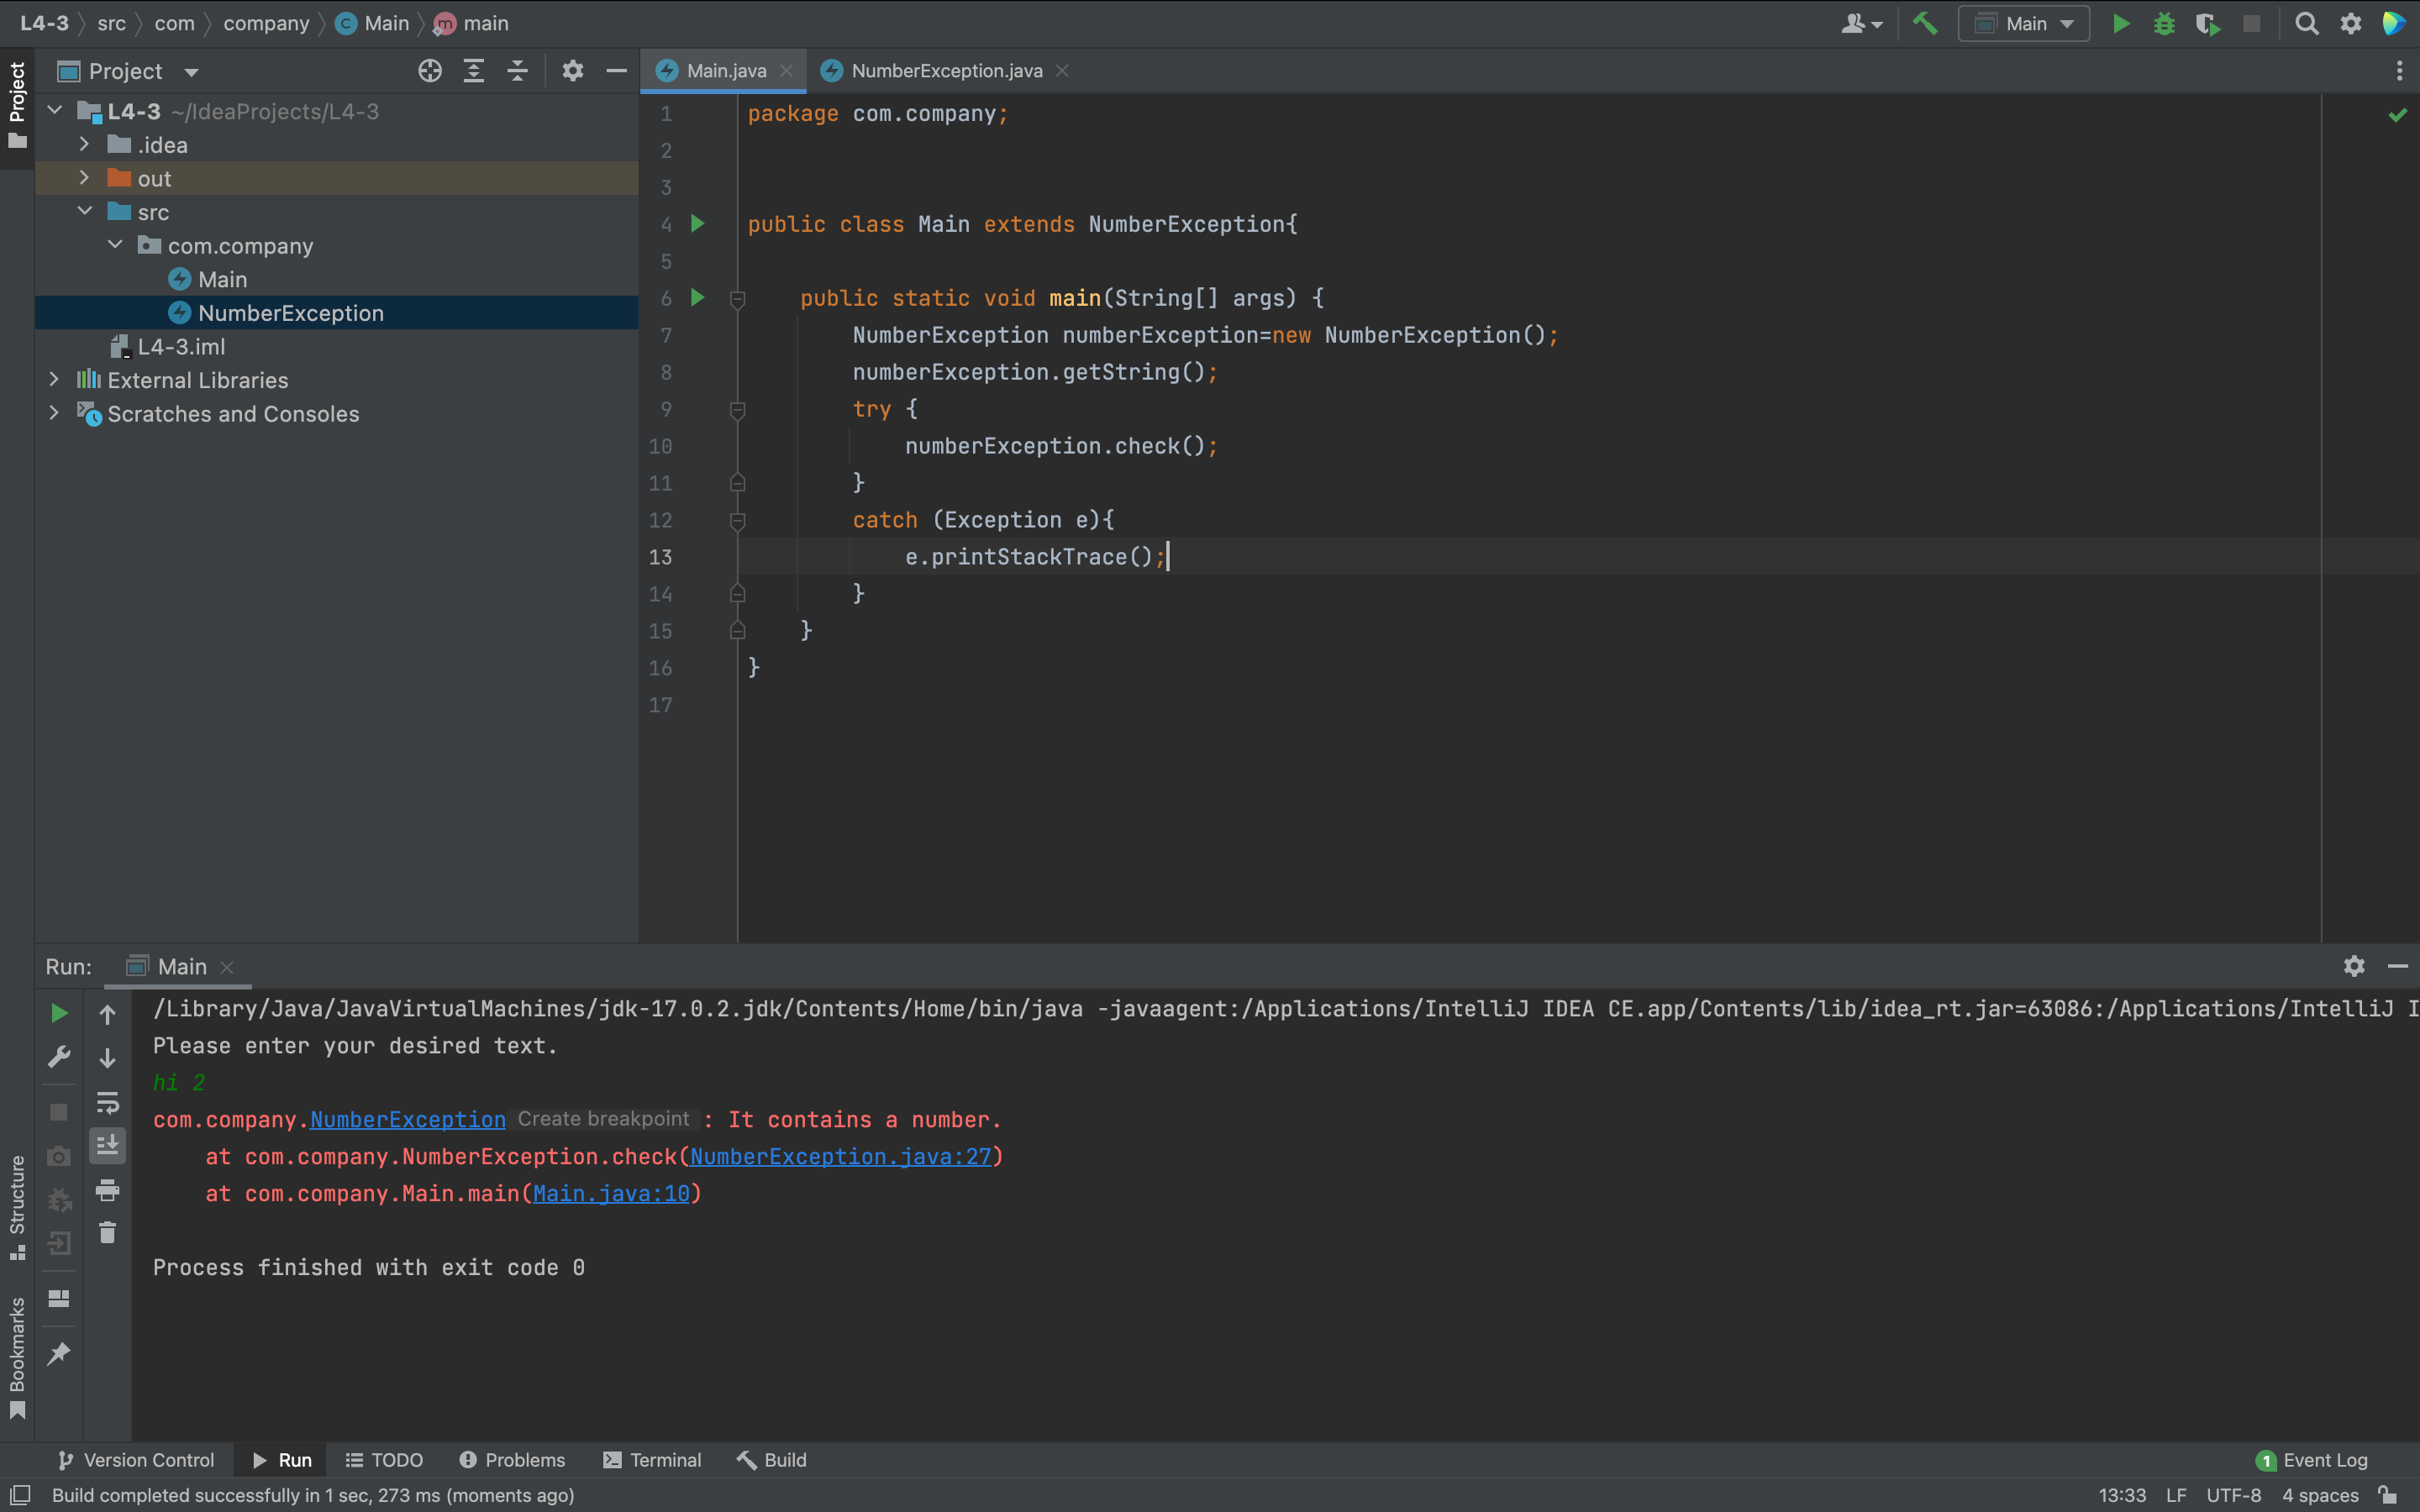 L4-3 src com company Main main
Main
Project
Project
Main.java
NumberException.java
L4-3 ~/IdeaProjects/L4-3
.idea
out
src
com.company
Main
NumberException
L4-3.iml
External Libraries
Scratches and Consoles
1 package com.company;
2
3
4 public class Main extends NumberException{
5
6 public static void main(String[] args) {
7 NumberException numberException=new NumberException();
8 numberException.getString();
9 try {
10 numberException.check();
11 }
12 catch (Exception e){
13 e.printStackTrace();
14 }
15 }
16 }
17
Run: Main
/Library/Java/JavaVirtualMachines/jdk-17.0.2.jdk/Contents/Home/bin/java -javaagent:/Applications/IntelliJ IDEA CE.app/Contents/lib/idea_rt.jar=63086:/Applications/IntelliJ I
Please enter your desired text.
hi 2
com.company.NumberException Create breakpoint : It contains a number.
at com.company.NumberException.check(NumberException.java:27)
at com.company.Main.main(Main.java:10)
Process finished with exit code 0
Structure
Bookmarks
Version Control Run TODO Problems Terminal Build 1 Event Log
Build completed successfully in 1 sec, 273 ms (moments ago) 13:33 LF UTF-8 4 spaces